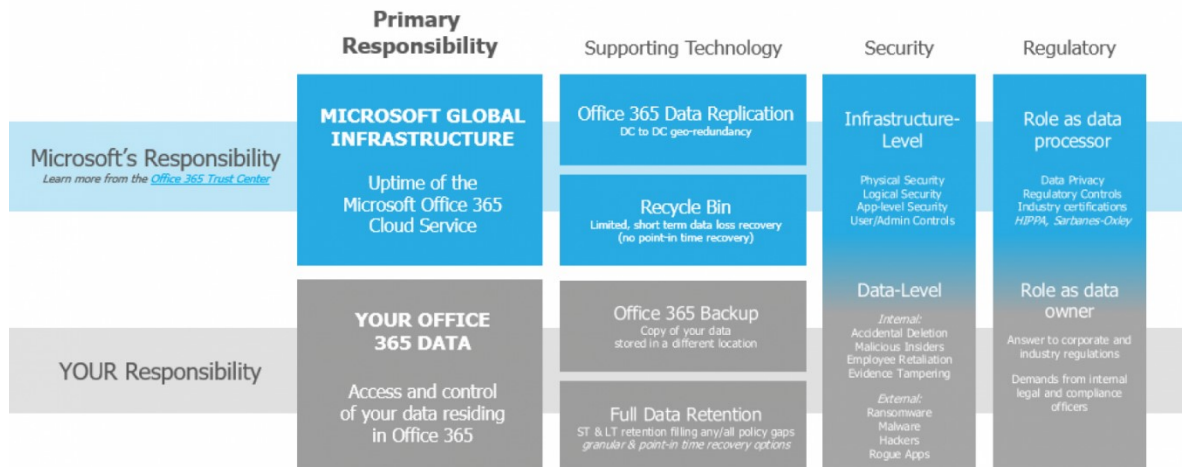 Primary
Responsibility
Supporting Technology
Security
Regulatory
Microsoft's Responsibility
Learn more from the Office 365 Trust Center
MICROSOFT GLOBAL
INFRASTRUCTURE
Uptime of the
Microsoft Office 365
Cloud Service
Office 365 Data Replication
DC to DC geo-redundancy
Recycle Bin
Limited, short term data loss recovery
(no point-in time recovery)
Infrastructure-
Level
Physical Security
Logical Security
App-level Security
User/Admin Controls
Role as data
processor
Data Privacy
Regulatory Controls
Industry certifications
HIPPA, Sarbanes-Oxley
YOUR Responsibility
YOUR OFFICE
365 DATA
Access and control
of your data residing
in Office 365
Office 365 Backup
Copy of your data
stored in a different location
Full Data Retention
ST & LT retention filling any/all policy gaps
granular & point-in time recovery options
Data-Level
Internal:
Accidental Deletion
Malicious Insiders
Employee Retaliation
Evidence Tampering
External:
Ransomware
Malware
Hackers
Rogue Apps
Role as data
owner
Answer to corporate and
industry regulations
Demands from internal
legal and compliance
officers